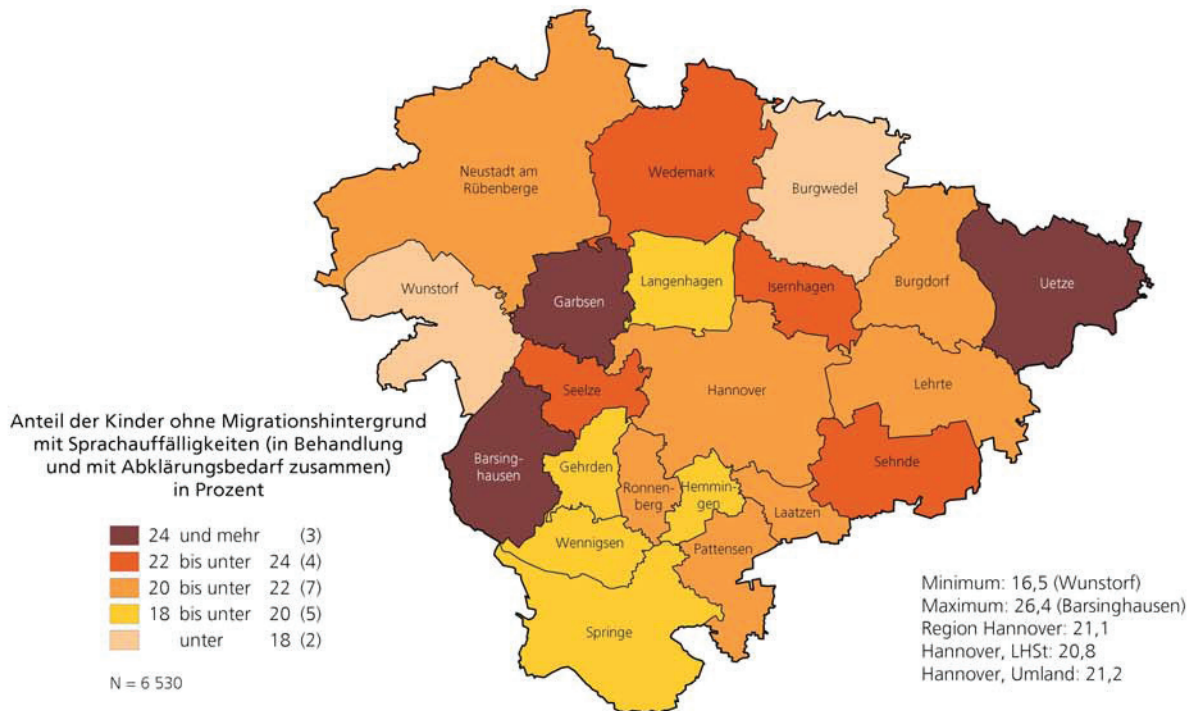 Neustadt am
Rübenberge
Wedemark
Burgwedel
Wunstorf
Garbsen
Langenhagen
Isernhagen
Burgdorf
Uetze
Seelze
Hannover
Lehrte
Barsing-
hausen
Gehrden
Ronnen-
berg
Hemmin-
gen
Laatzen
Sehnde
Wennigsen
Pattensen
Springe
Anteil der Kinder ohne Migrationshintergrund
mit Sprachauffälligkeiten (in Behandlung
und mit Abklärungsbedarf zusammen)
in Prozent
24 und mehr (3)
22 bis unter 24 (4)
20 bis unter 22 (7)
18 bis unter 20 (5)
unter 18 (2)
N = 6 530
Minimum: 16,5 (Wunstorf)
Maximum: 26,4 (Barsinghausen)
Region Hannover: 21,1
Hannover, LHSt: 20,8
Hannover, Umland: 21,2